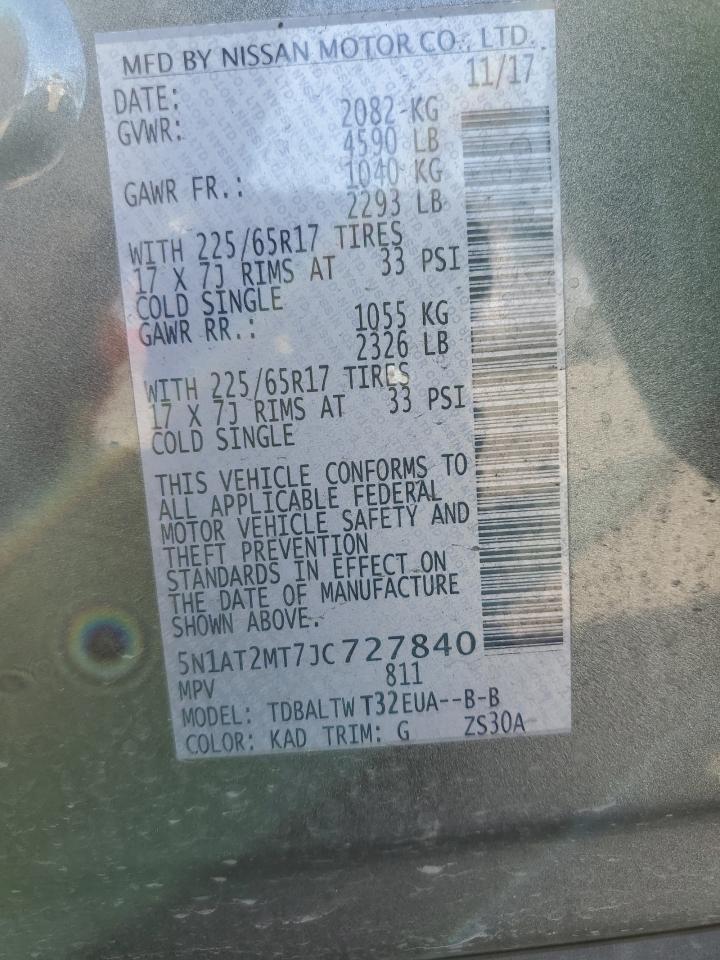 MFD BY NISSAN MOTOR CO., LTD.
DATE: 11/17
GVWR: 2082 KG
4590 LB
GAWR FR.: 1040 KG
2293 LB
WITH 225/65R17 TIRES
17 X 7J RIMS AT 33 PSI
COLD SINGLE
GAWR RR.: 1055 KG
2326 LB
WITH 225/65R17 TIRES
17 X 7J RIMS AT 33 PSI
COLD SINGLE
THIS VEHICLE CONFORMS TO
ALL APPLICABLE FEDERAL
MOTOR VEHICLE SAFETY AND
THEFT PREVENTION
STANDARDS IN EFFECT ON
THE DATE OF MANUFACTURE
SHOWN ABOVE.
5N1AT2MT7JC727840
MPV 811
MODEL: TDBALTW T32EUA--B-B
COLOR: KAD TRIM: G ZS30A